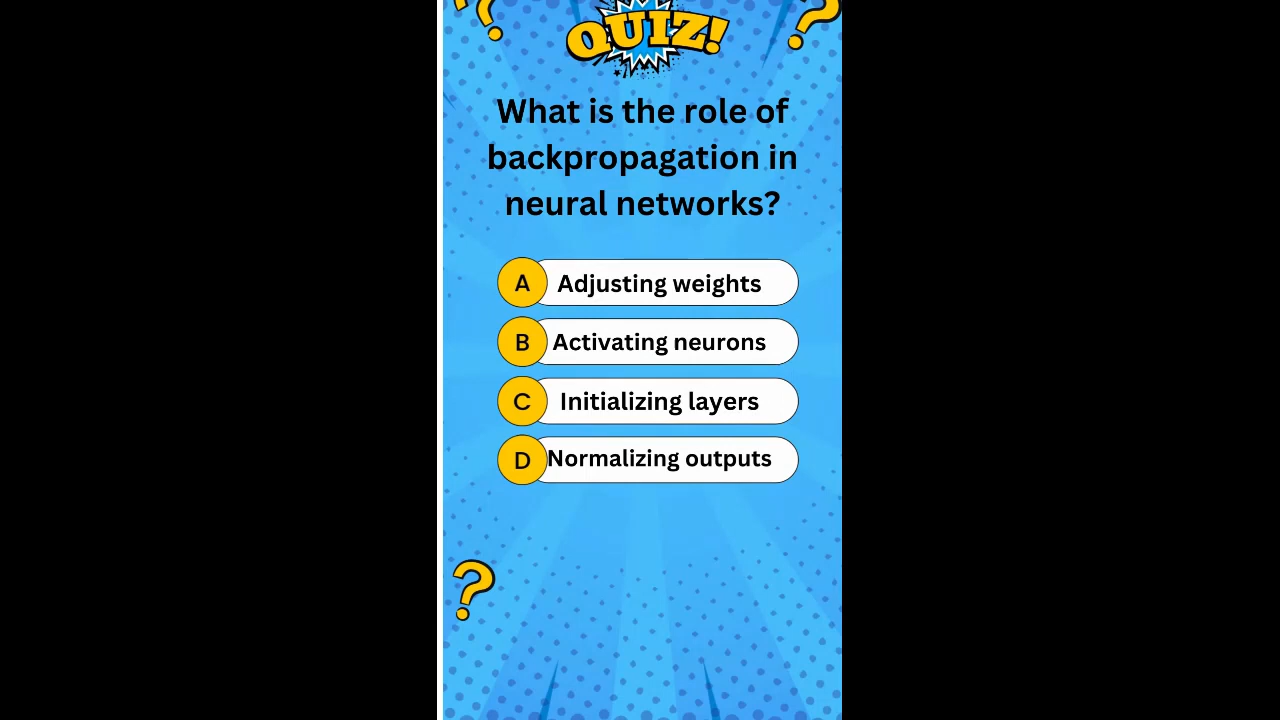 QUIZ!
What is the role of
backpropagation in
neural networks?
A Adjusting weights
B Activating neurons
C Initializing layers
D Normalizing outputs